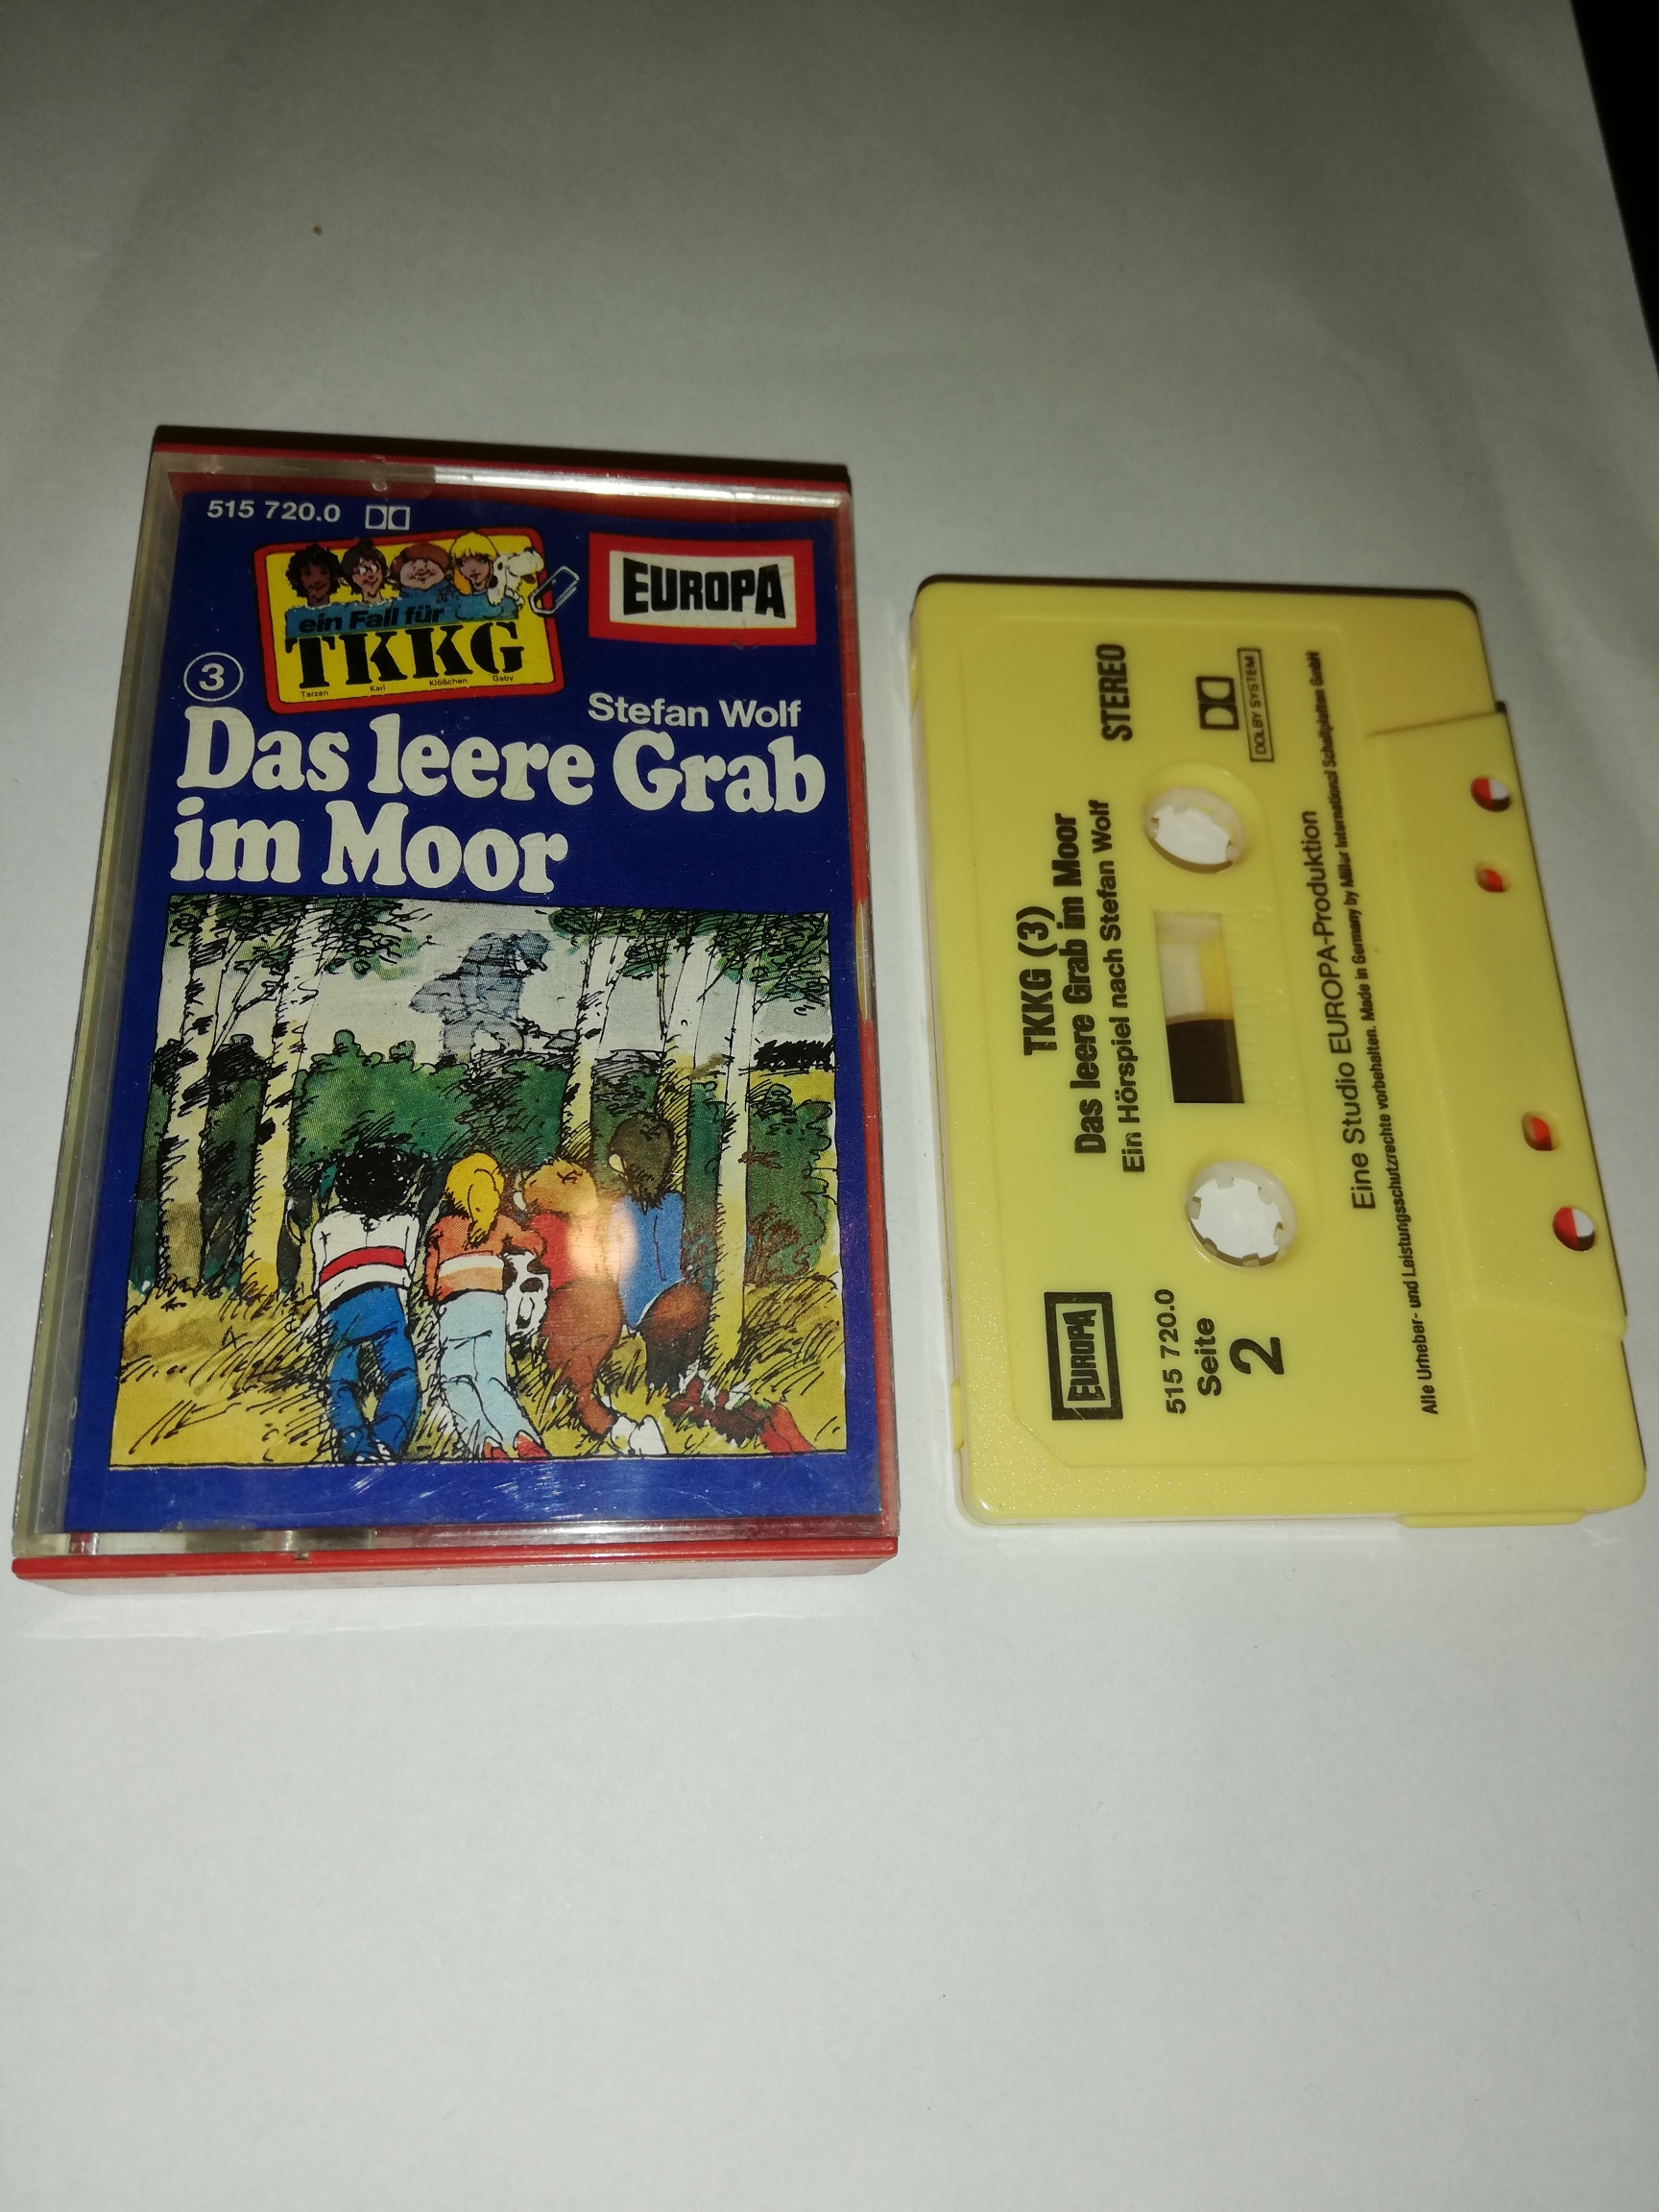 515 720.0
ein Fall für
TKKG
Tarzan Karl Klößchen Gaby
EUROPA
3
Stefan Wolf
Das leere Grab
im Moor
STEREO
DOLBY SYSTEM
TKKG (3)
Das leere Grab im Moor
Ein Hörspiel nach Stefan Wolf
EUROPA
515 720.0
Seite
2
Eine Studio EUROPA-Produktion
Alle Urheber- und Leistungsschutzrechte vorbehalten. Made in Germany by Miller International Schallplatten GmbH